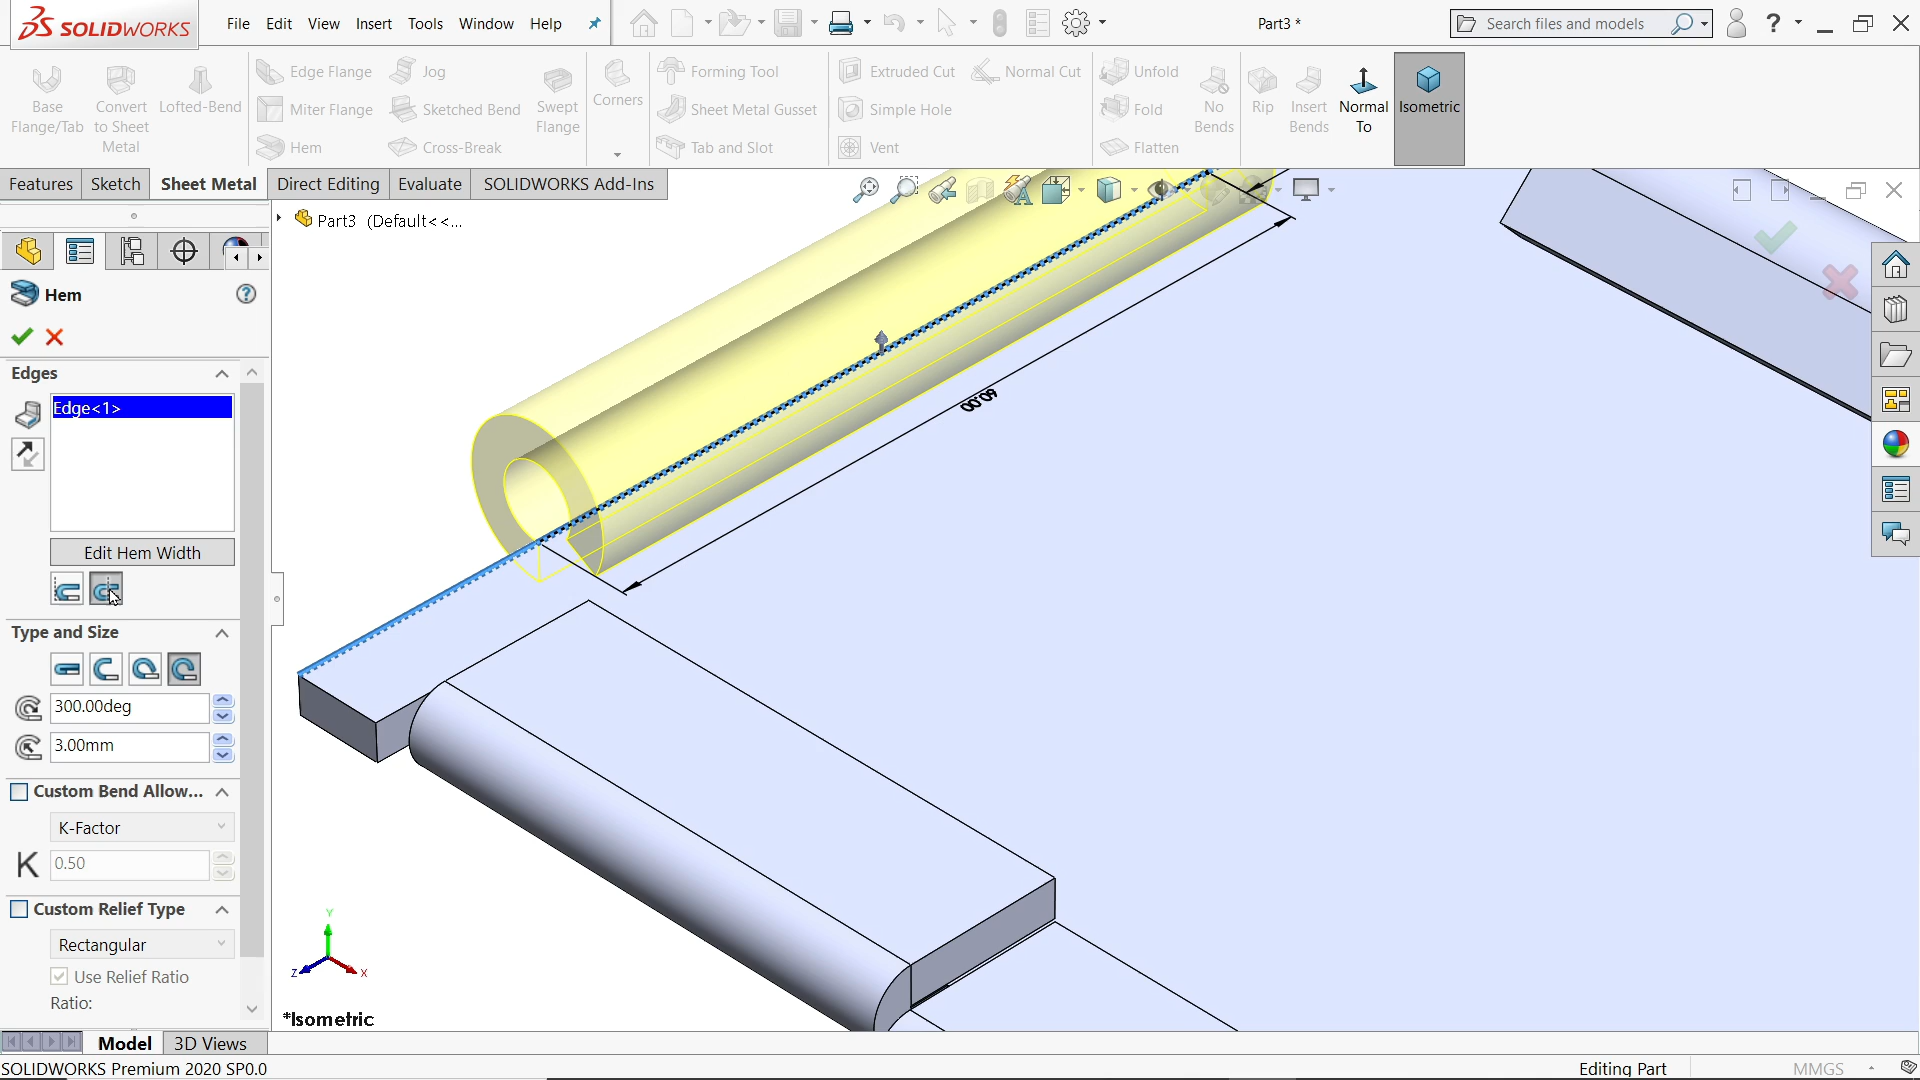 SOLIDWORKS
File Edit View Insert Tools Window Help
Part3 *
Search files and models
?
Base Flange/Tab
Convert to Sheet Metal
Lofted-Bend
Edge Flange
Miter Flange
Hem
Jog
Sketched Bend
Cross-Break
Swept Flange
Corners
Forming Tool
Sheet Metal Gusset
Tab and Slot
Extruded Cut
Simple Hole
Vent
Normal Cut
Unfold
Fold
Flatten
No Bends
Rip
Insert Bends
Normal To
Isometric
Features Sketch Sheet Metal Direct Editing Evaluate SOLIDWORKS Add-Ins
Part3 (Default<<...
Hem
Edges
Edge<1>
Edit Hem Width
Type and Size
300.00deg
3.00mm
Custom Bend Allow...
K-Factor
K 0.50
Custom Relief Type
Rectangular
Use Relief Ratio
Ratio:
60.00
Y
Z X
*Isometric
Model 3D Views
SOLIDWORKS Premium 2020 SP0.0
Editing Part
MMGS